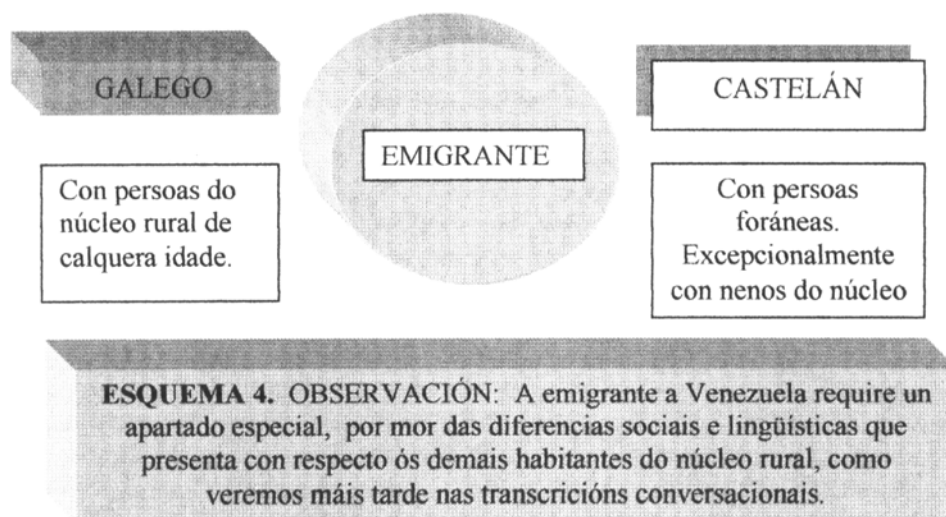 GALEGO
EMIGRANTE
CASTELÁN
Con persoas do
núcleo rural de
calquera idade.
Con persoas
foráneas.
Excepcionalmente
con nenos do núcleo
ESQUEMA 4. OBSERVACIÓN: A emigrante a Venezuela require un
apartado especial, por mor das diferencias sociais e lingüísticas que
presenta con respecto ós demais habitantes do núcleo rural, como
veremos máis tarde nas transcricións conversacionais.